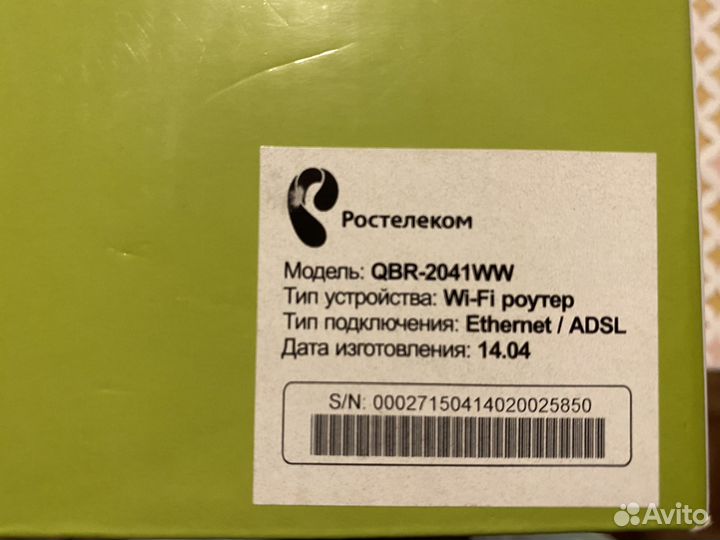 Ростелеком
Модель: QBR-2041WW
Тип устройства: Wi-Fi роутер
Тип подключения: Ethernet / ADSL
Дата изготовления: 14.04
S/N: 00027150414020025850
Avito